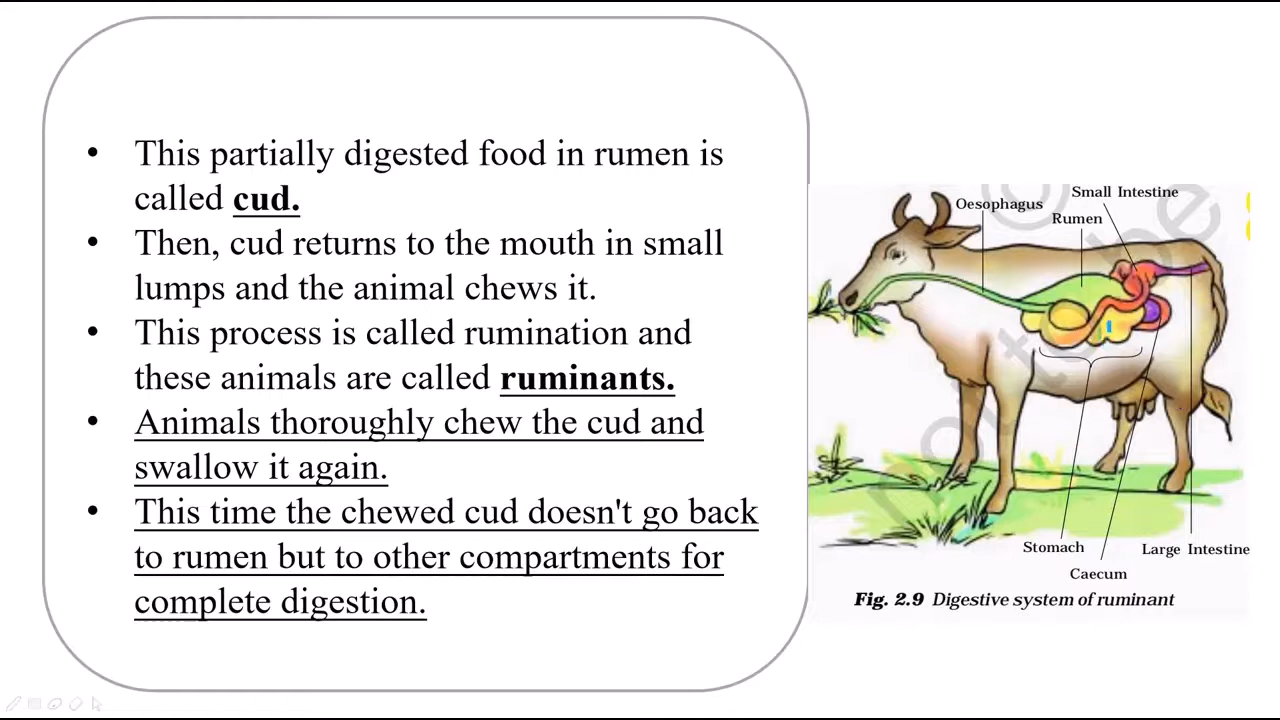 • This partially digested food in rumen is
called cud.
• Then, cud returns to the mouth in small
lumps and the animal chews it.
• This process is called rumination and
these animals are called ruminants.
• Animals thoroughly chew the cud and
swallow it again.
• This time the chewed cud doesn't go back
to rumen but to other compartments for
complete digestion.
Small Intestine
Oesophagus
Rumen
Stomach
Large Intestine
Caecum
Fig. 2.9 Digestive system of ruminant